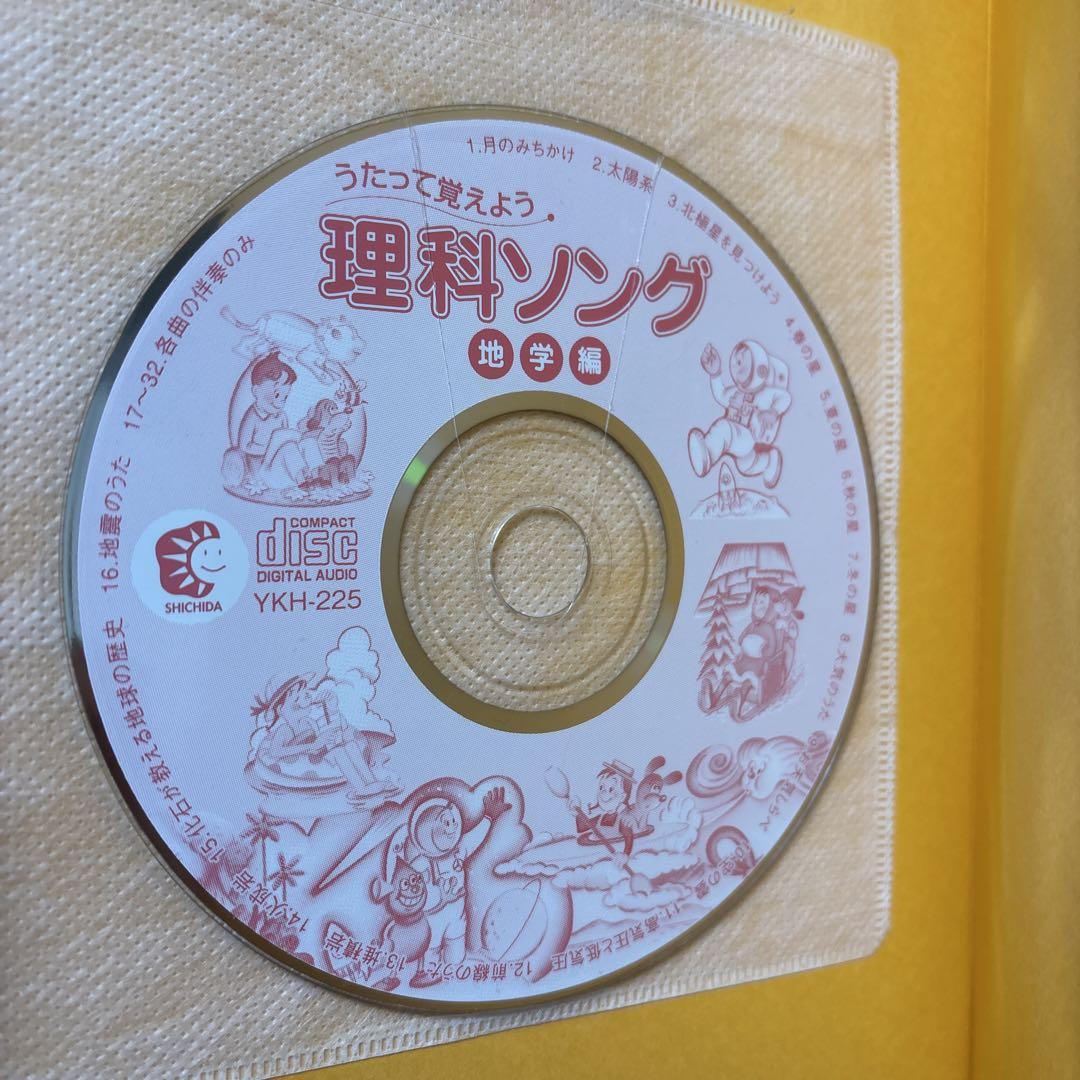 うたって覚えよう
理科ソング
地学編
1.月のみちかけ
2.太陽系
3.北極星を見つけよう
4.春の星
5.夏の星
6.秋の星
7.冬の星
8.大気のうた
11.高気圧と低気圧
12.前線のうた
13.堆積岩
14.火成岩
15.化石が教える地球の歴史
16.地震のうた
17～32.各曲の伴奏のみ
SHICHIDA
COMPACT
disc
DIGITAL AUDIO
YKH-225